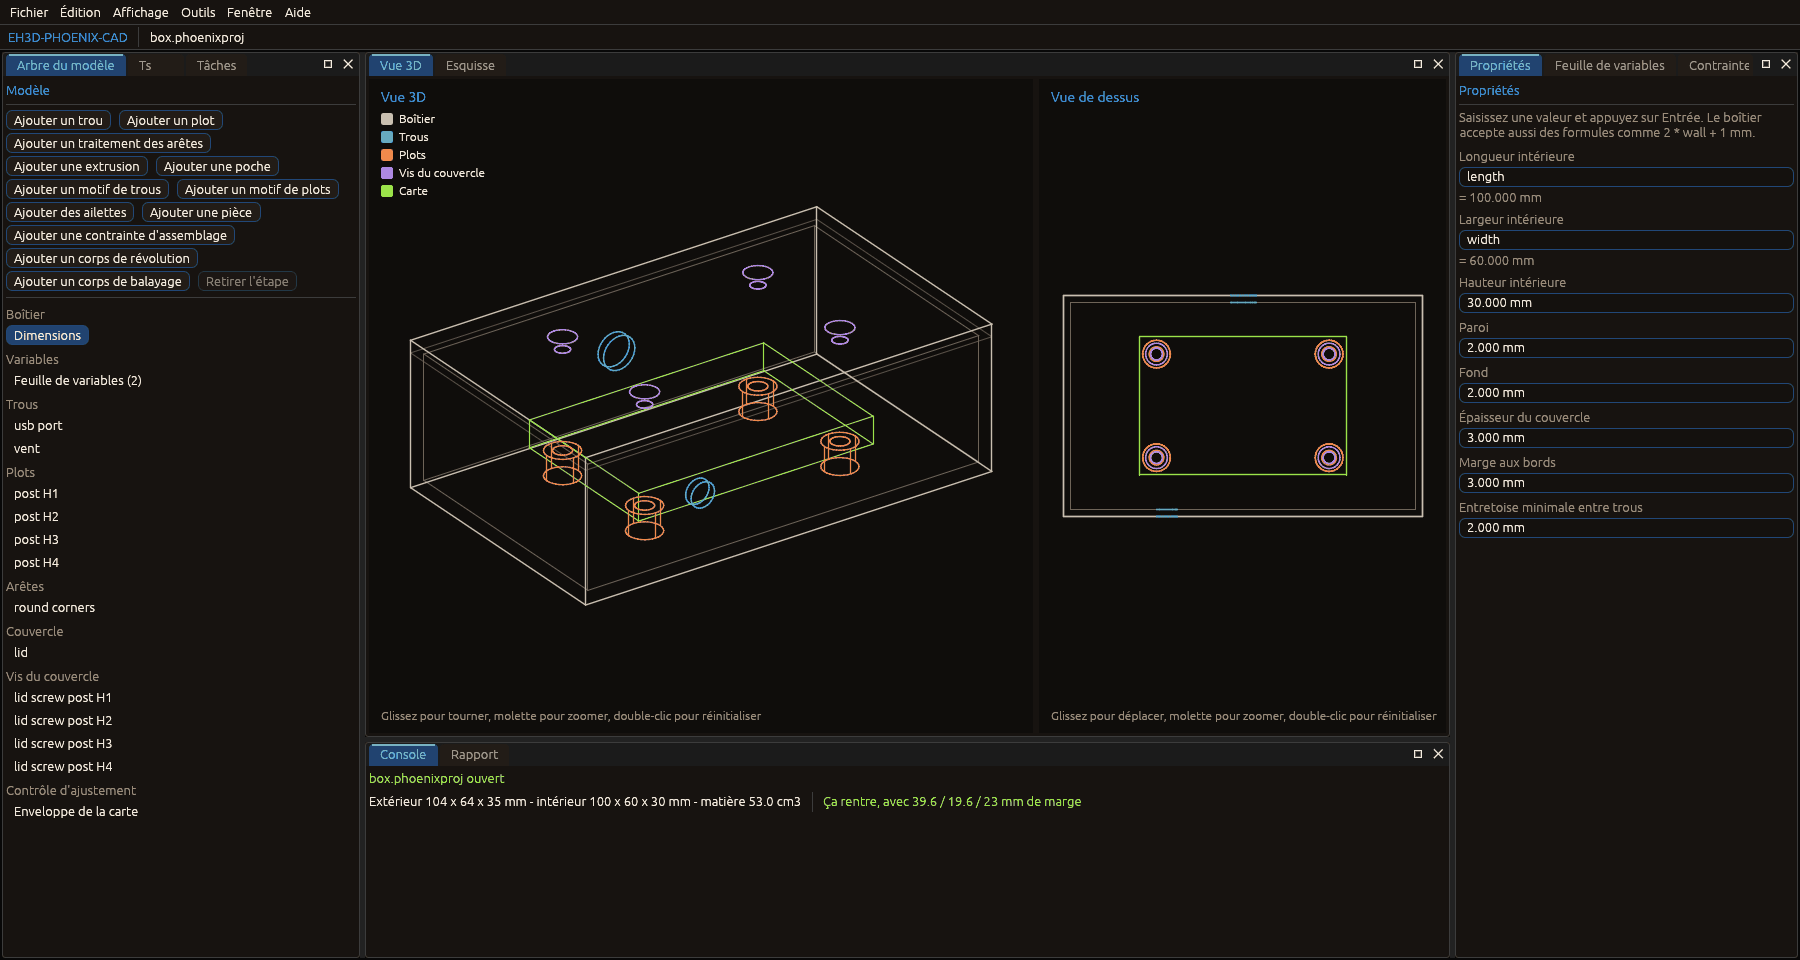 Fichier Édition Affichage Outils Fenêtre Aide
EH3D-PHOENIX-CAD box.phoenixproj
Arbre du modèle Ts Tâches
Modèle
Ajouter un trou Ajouter un plot
Ajouter un traitement des arêtes
Ajouter une extrusion Ajouter une poche
Ajouter un motif de trous Ajouter un motif de plots
Ajouter des ailettes Ajouter une pièce
Ajouter une contrainte d'assemblage
Ajouter un corps de révolution
Ajouter un corps de balayage Retirer l'étape
Boîtier
Dimensions
Variables
Feuille de variables (2)
Trous
usb port
vent
Plots
post H1
post H2
post H3
post H4
Arêtes
round corners
Couvercle
lid
Vis du couvercle
lid screw post H1
lid screw post H2
lid screw post H3
lid screw post H4
Contrôle d'ajustement
Enveloppe de la carte
Vue 3D Esquisse
Vue 3D
Boîtier
Trous
Plots
Vis du couvercle
Carte
Glissez pour tourner, molette pour zoomer, double-clic pour réinitialiser
Vue de dessus
Glissez pour déplacer, molette pour zoomer, double-clic pour réinitialiser
Console Rapport
box.phoenixproj ouvert
Extérieur 104 x 64 x 35 mm - intérieur 100 x 60 x 30 mm - matière 53.0 cm3 Ça rentre, avec 39.6 / 19.6 / 23 mm de marge
Propriétés Feuille de variables Contrainte
Propriétés
Saisissez une valeur et appuyez sur Entrée. Le boîtier
accepte aussi des formules comme 2 * wall + 1 mm.
Longueur intérieure
length
= 100.000 mm
Largeur intérieure
width
= 60.000 mm
Hauteur intérieure
30.000 mm
Paroi
2.000 mm
Fond
2.000 mm
Épaisseur du couvercle
3.000 mm
Marge aux bords
3.000 mm
Entretoise minimale entre trous
2.000 mm